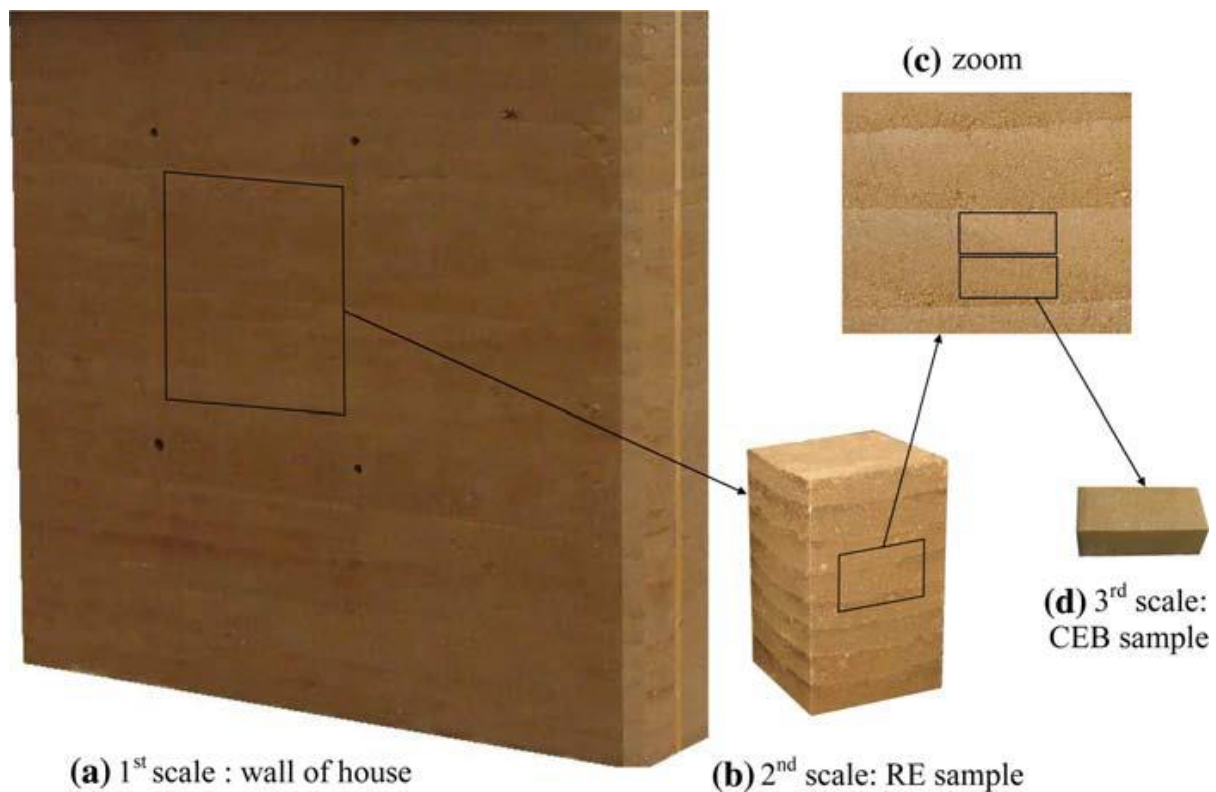 (c) zoom
(d) 3rd scale:
CEB sample
(a) 1st scale : wall of house
(b) 2nd scale: RE sample